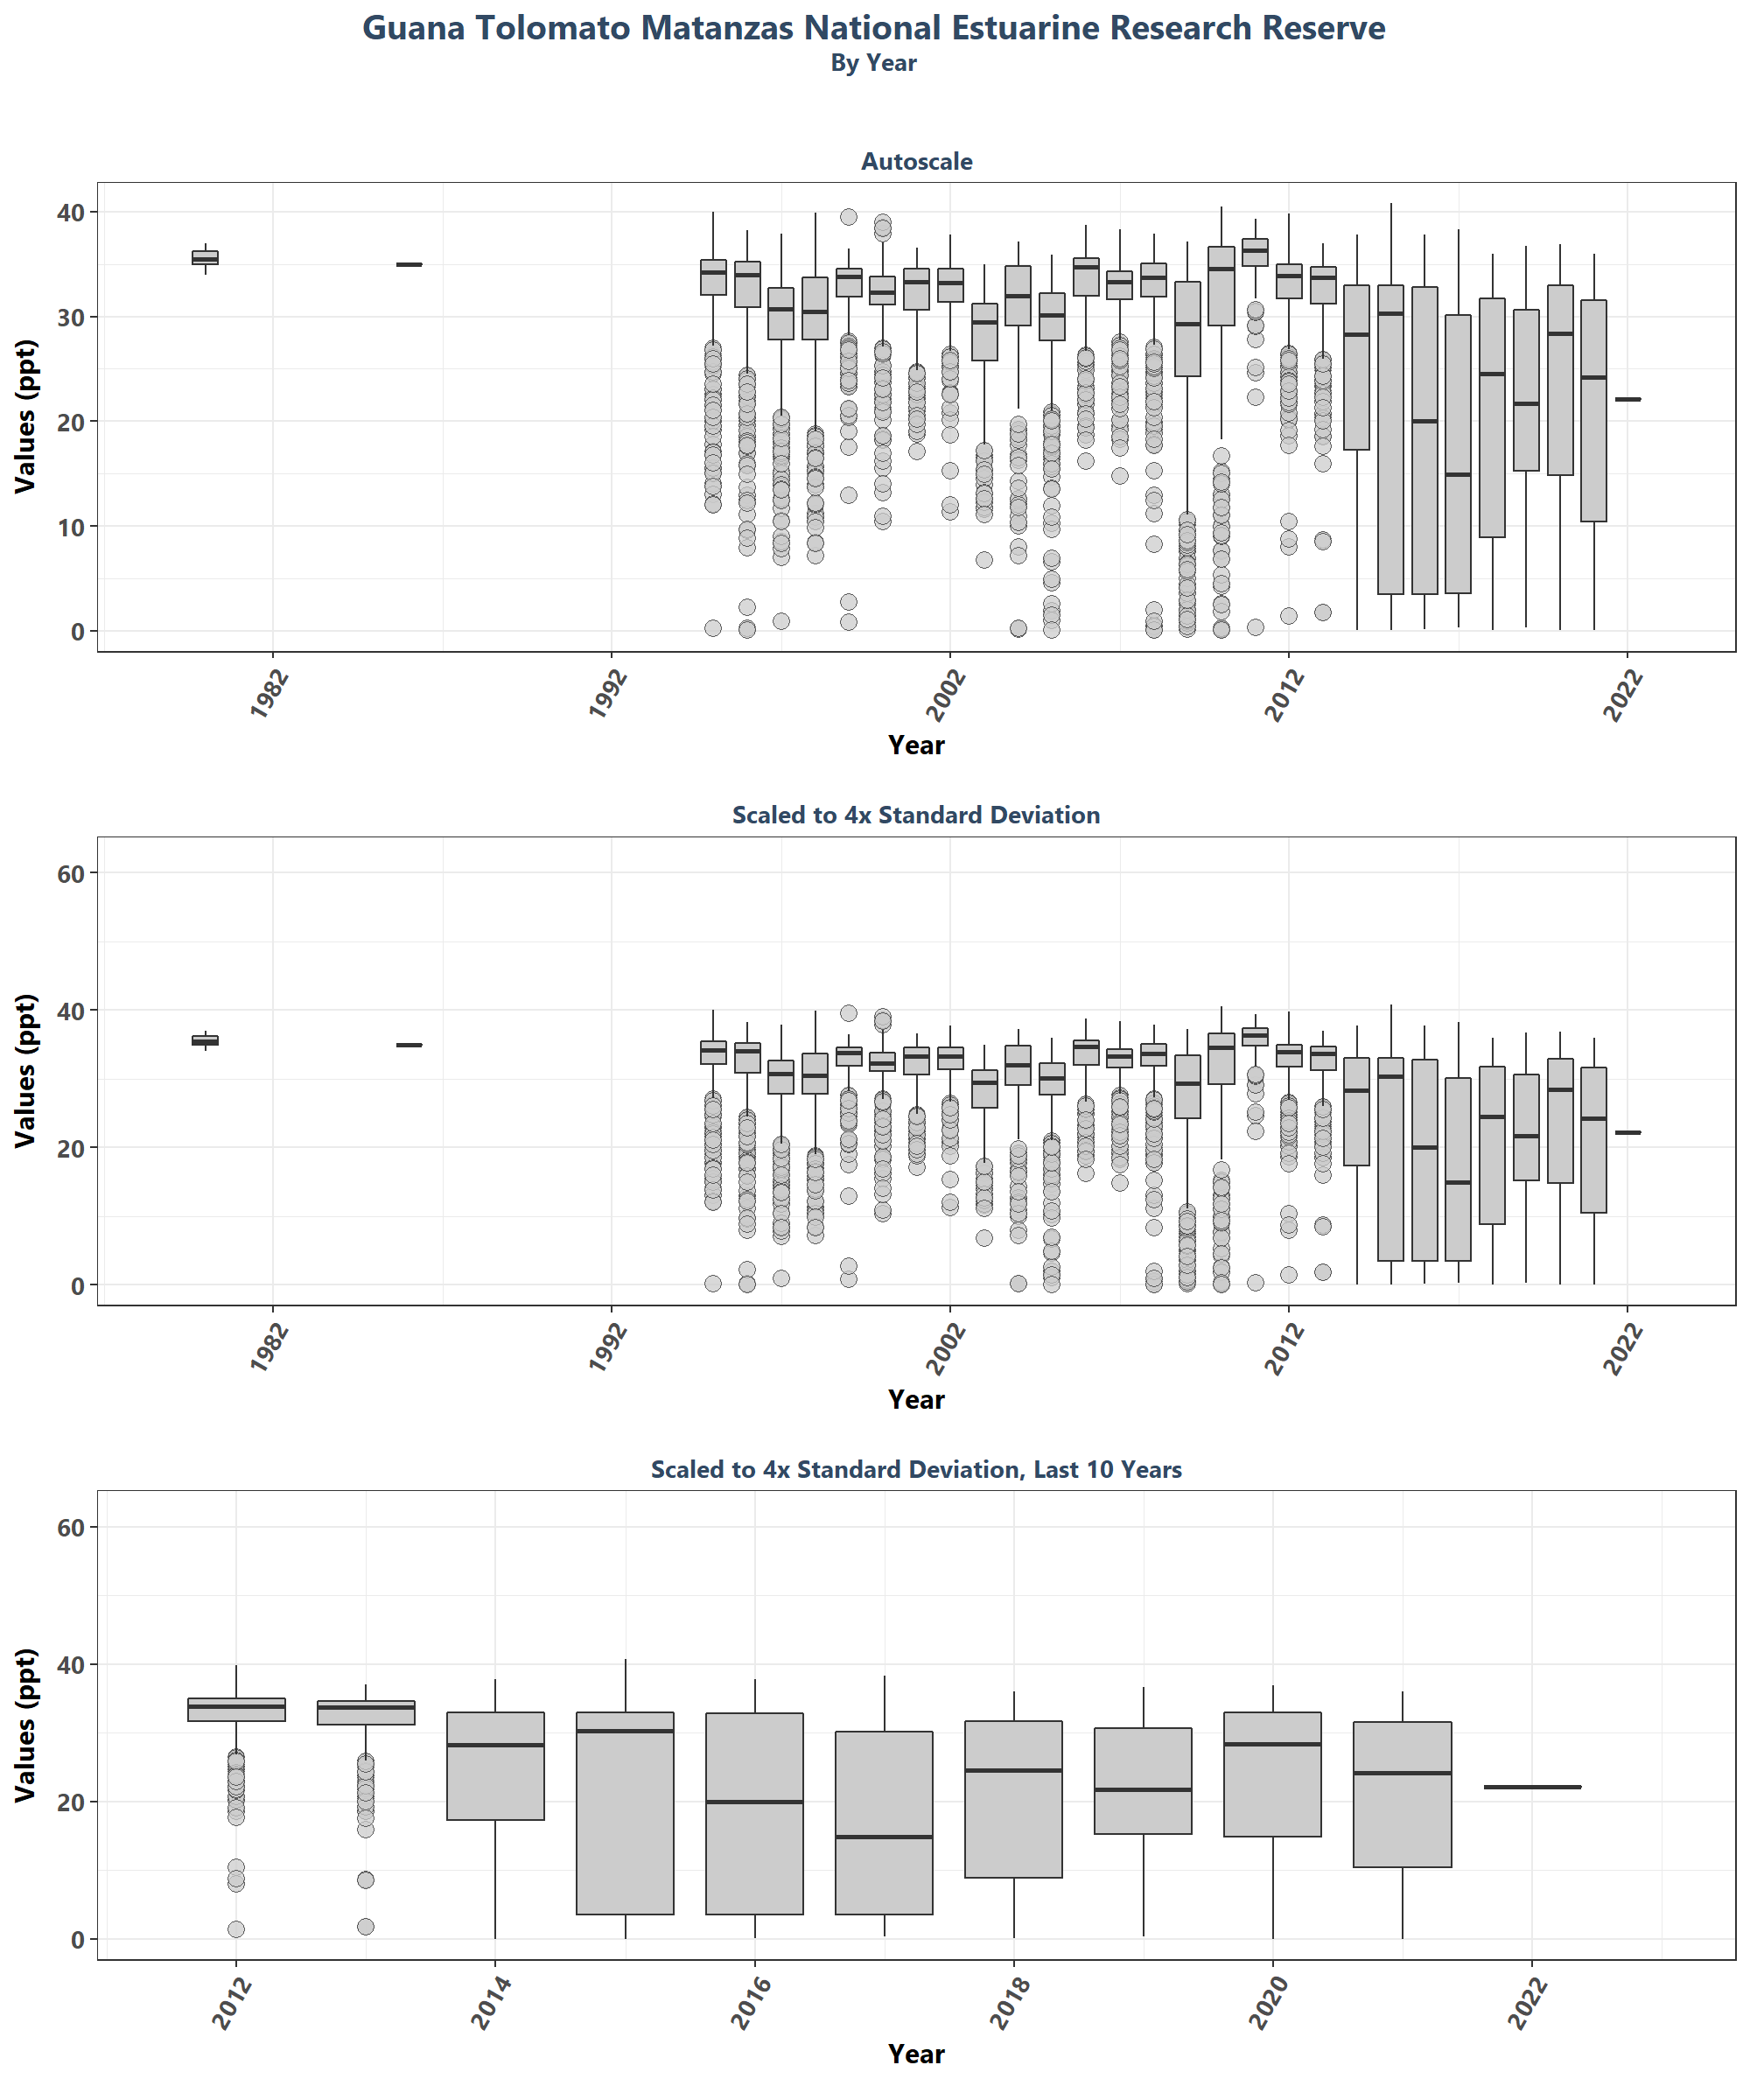 Guana Tolomato Matanzas National Estuarine Research Reserve
By Year
Autoscale
Values (ppt)
40
30
20
10
0
1982
1992
2002
2012
2022
Year
Scaled to 4x Standard Deviation
Values (ppt)
60
40
20
0
1982
1992
2002
2012
2022
Year
Scaled to 4x Standard Deviation, Last 10 Years
Values (ppt)
60
40
20
0
2012
2014
2016
2018
2020
2022
Year